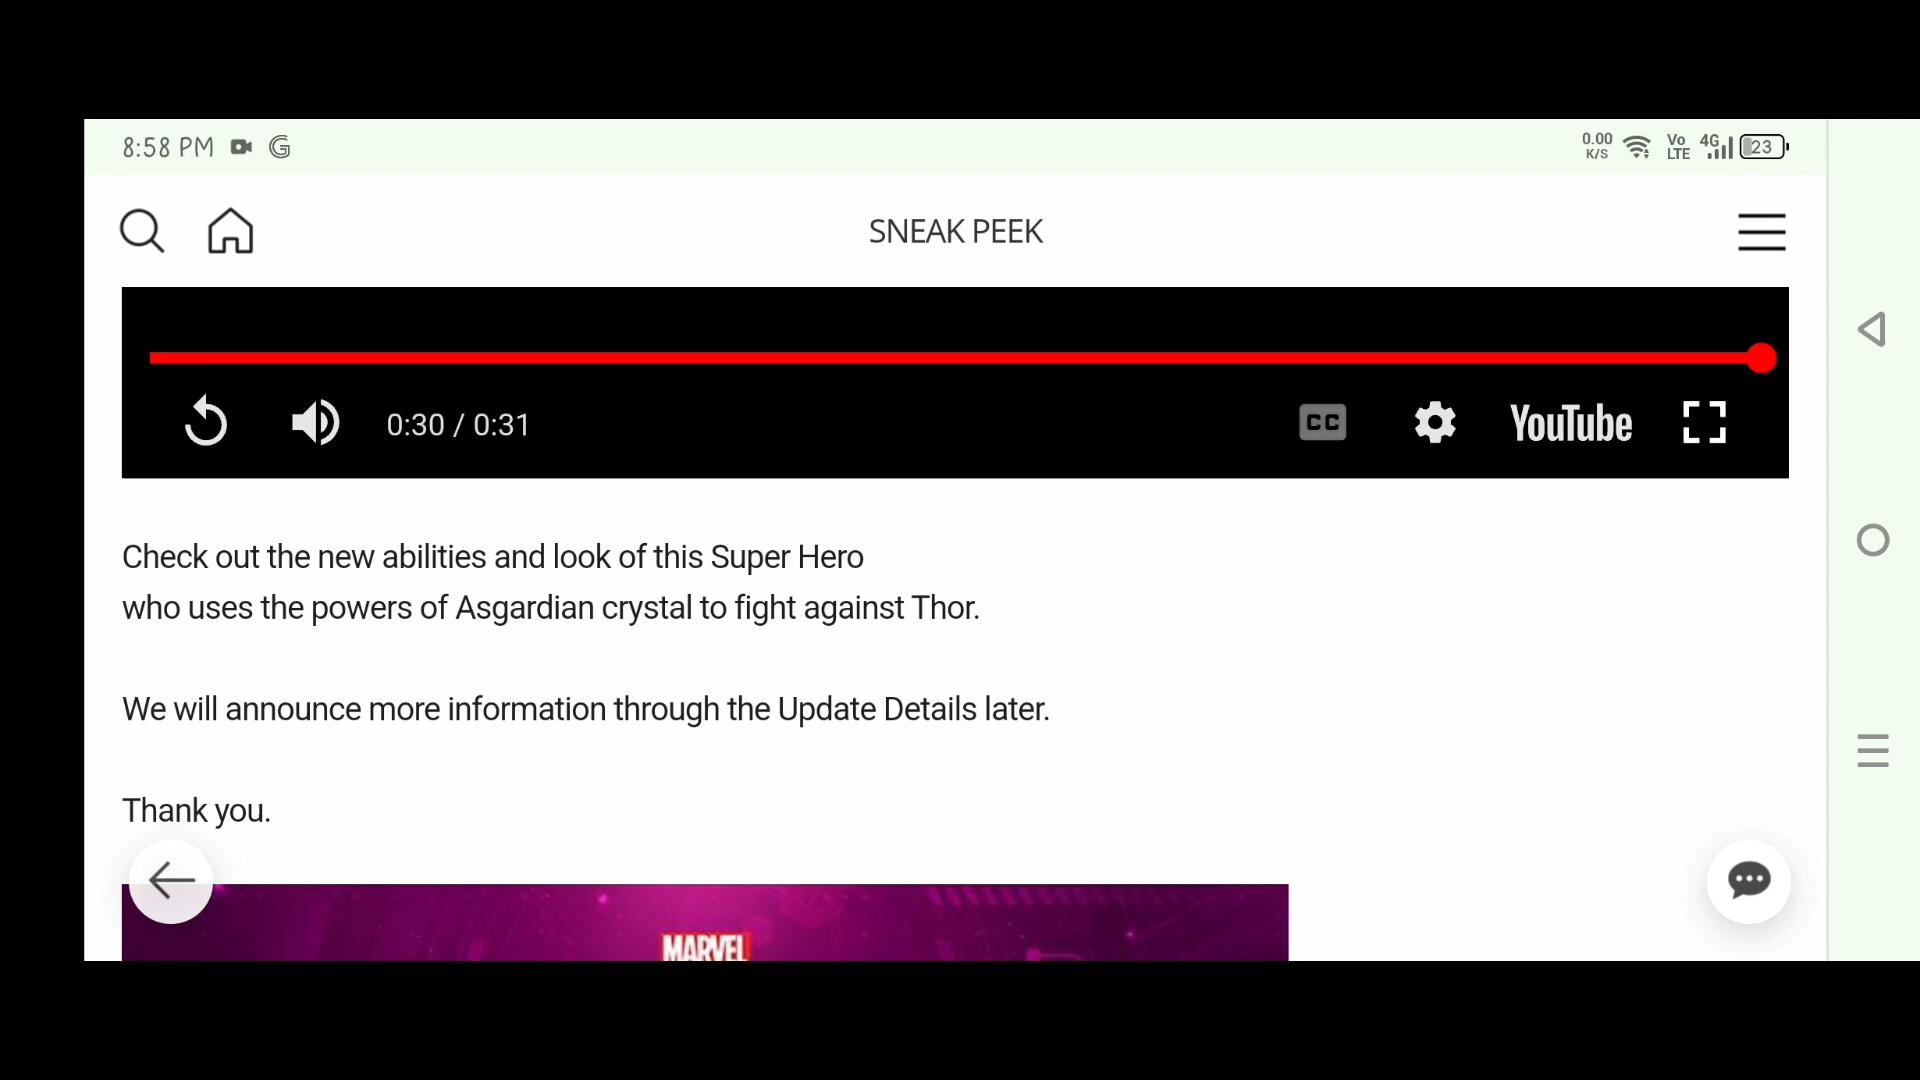 8:58 PM
0.00
K/S
Vo
LTE
4G
23
SNEAK PEEK
0:30 / 0:31
CC
YouTube
Check out the new abilities and look of this Super Hero
who uses the powers of Asgardian crystal to fight against Thor.
We will announce more information through the Update Details later.
Thank you.
MARVEL